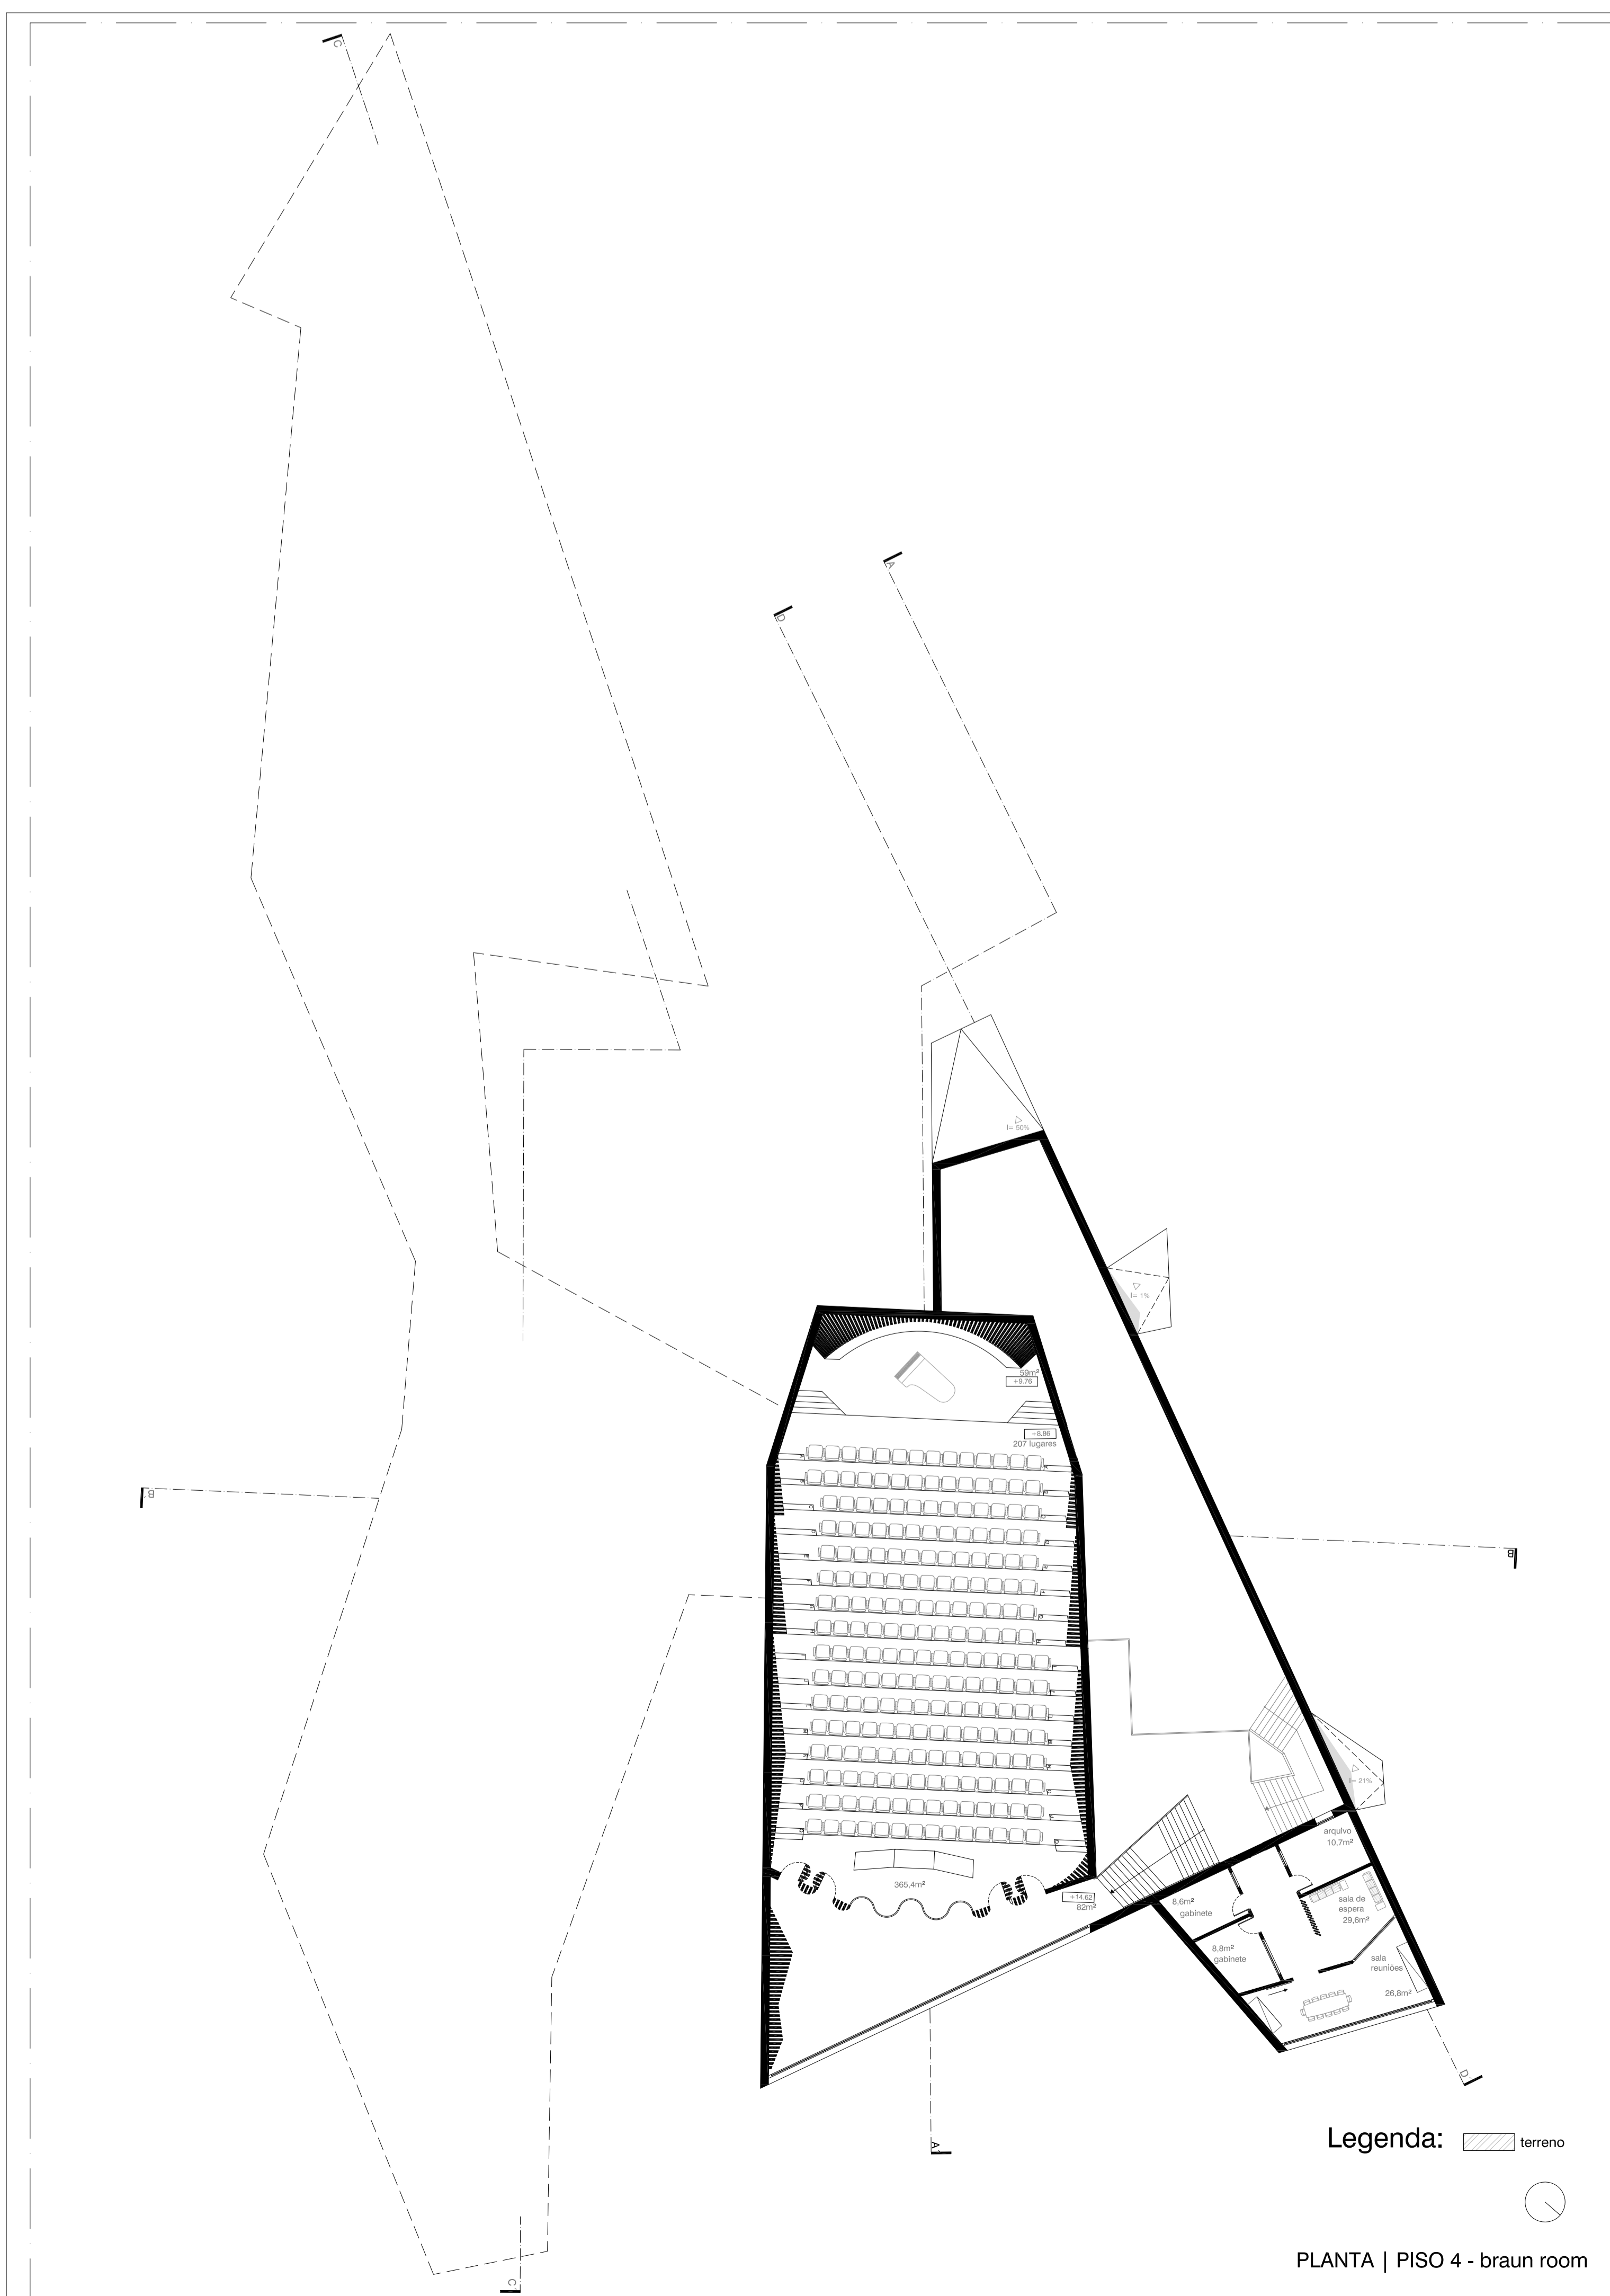 C
A
D
I= 50%
I= 1%
59m²
+9.76
+8.86
207 lugares
B
B
I= 21%
arquivo
10,7m²
365,4m²
+14.62
82m²
8,6m²
gabinete
sala de
espera
29,6m²
8,8m²
gabinete
sala
reuniões
26,8m²
D
A
Legenda:
terreno
PLANTA | PISO 4 - braun room
C